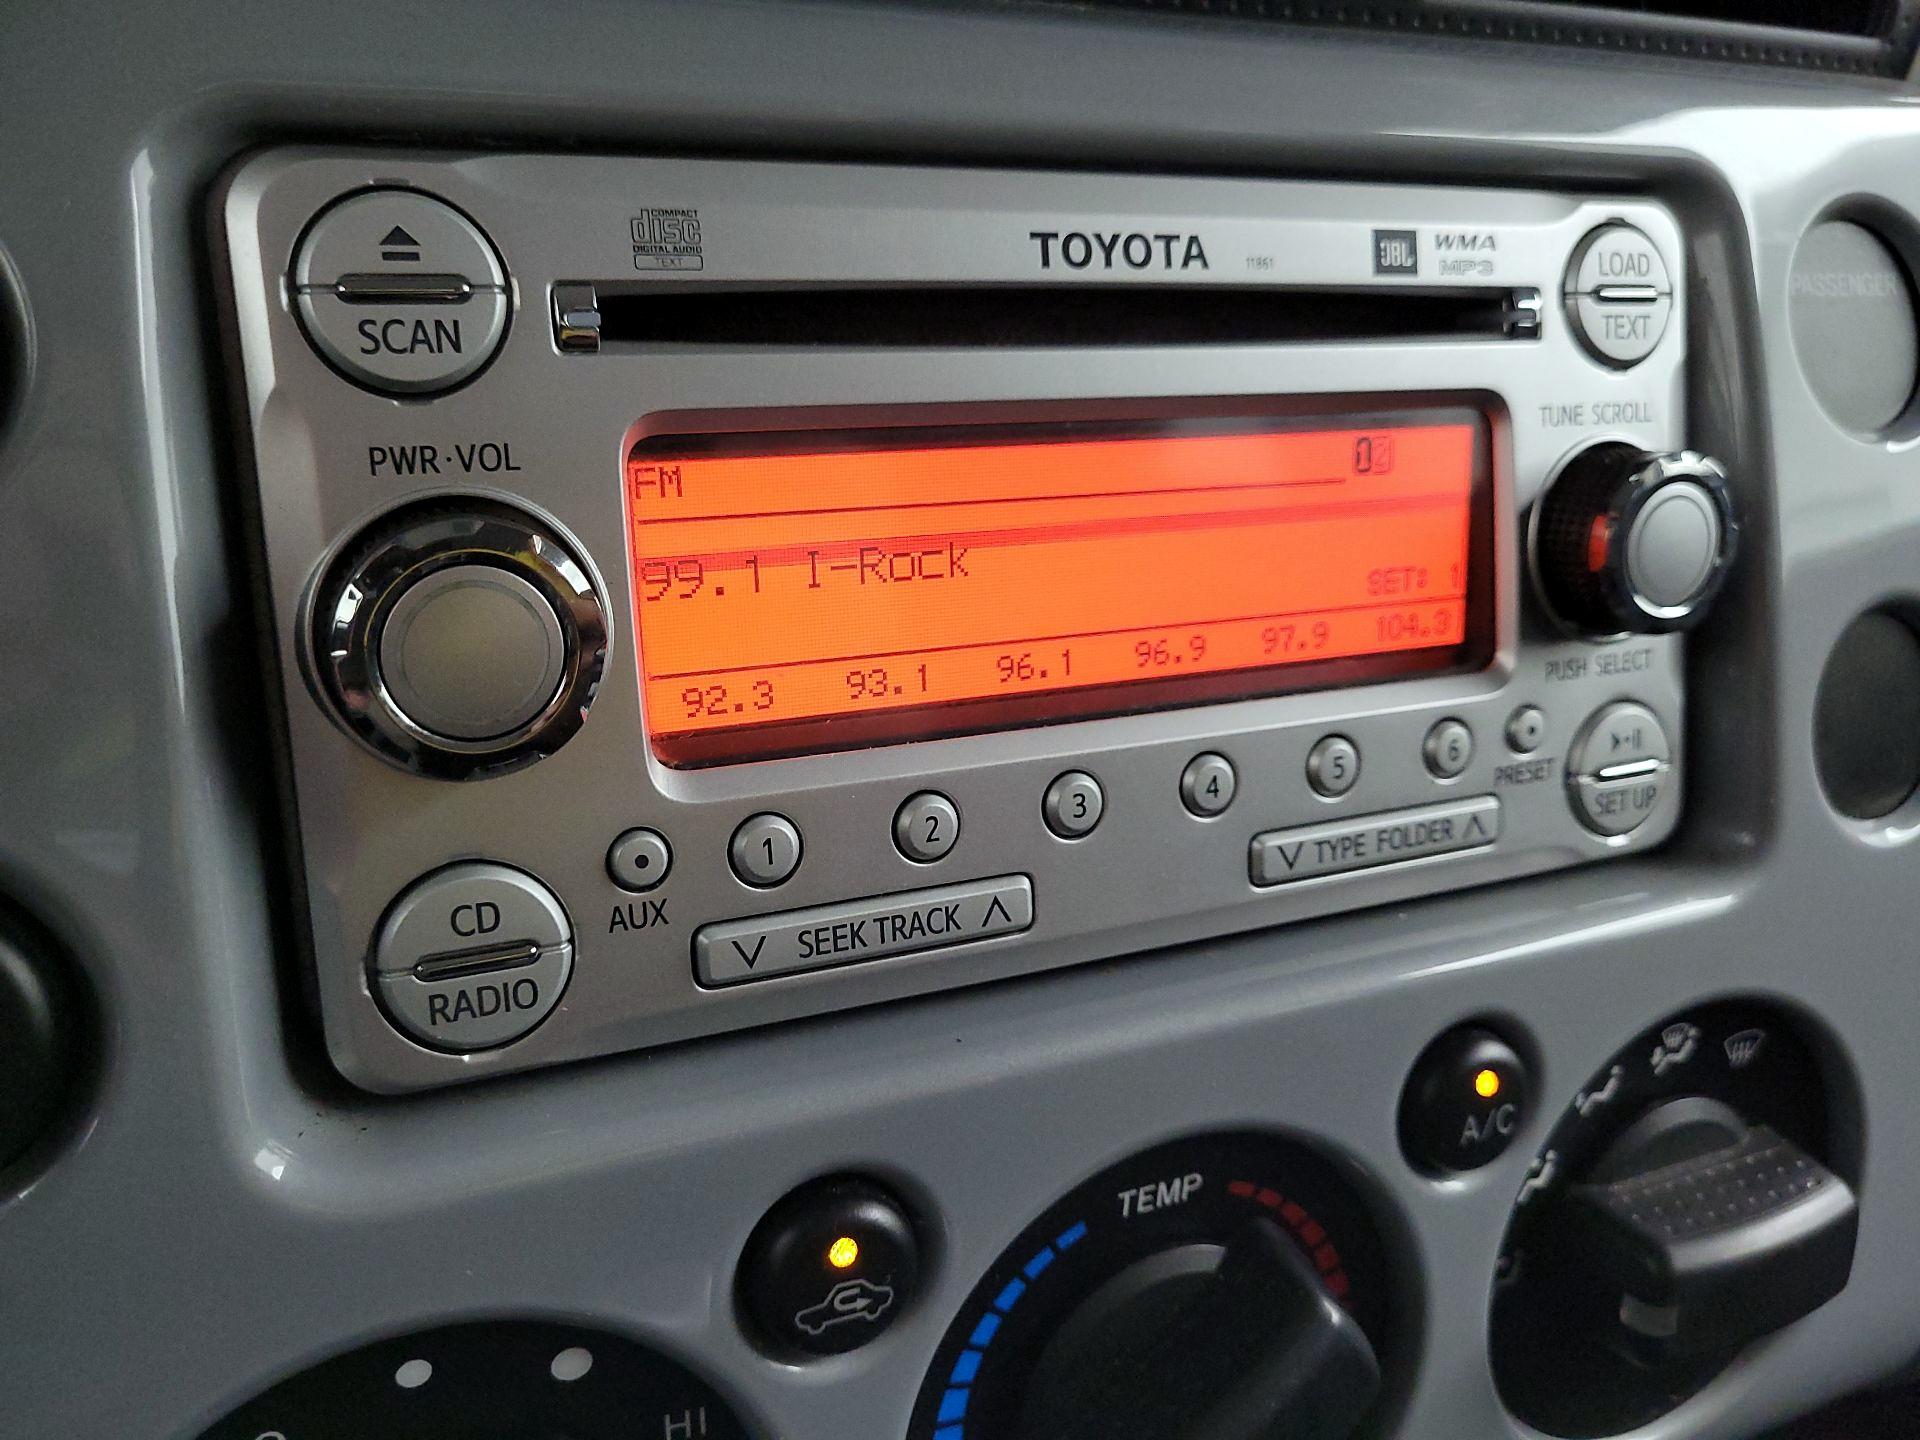 COMPACT
disc
DIGITAL AUDIO
TEXT
TOYOTA
11861
JBL
WMA
MP3
LOAD
TEXT
SCAN
PASSENGER
PWR·VOL
TUNE SCROLL
FM
99.1 I-Rock
SET: 1
92.3 93.1 96.1 96.9 97.9 104.3
PUSH SELECT
1 2 3 4 5 6
PRESET
SET UP
AUX
∨ SEEK TRACK ∧
∨ TYPE FOLDER ∧
CD
RADIO
A/C
TEMP
HI